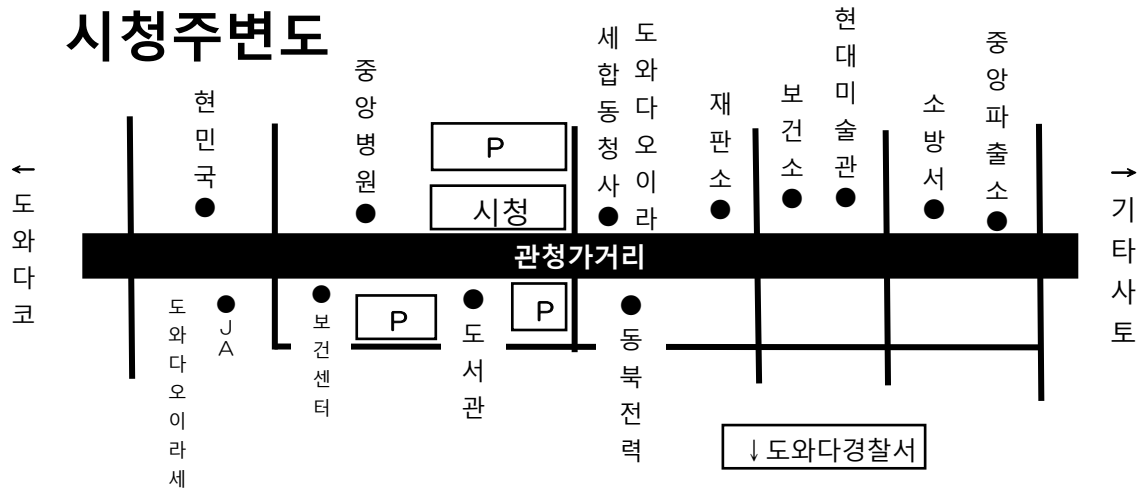 시청주변도
현민국
중앙병원
P
시청
세합동청사
도와다오이라
재판소
보건소
현대미술관
소방서
중앙파출소
←도와다코
→기타사토
관청가거리
도와다오이라세
JA
보건센터
P
도서관
P
동북전력
↓도와다경찰서